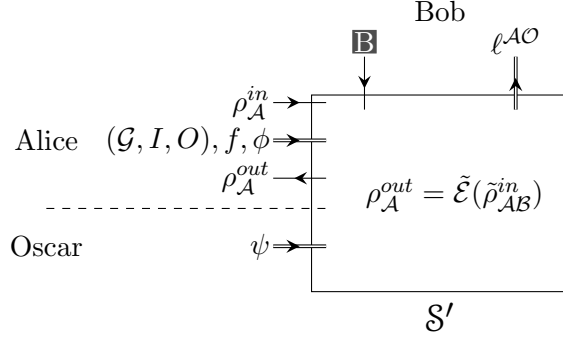 Bob
B ℓ^{𝒜𝒪}
ρ_𝒜^{in}
Alice (𝒢, I, O), f, ϕ
ρ_𝒜^{out}
ρ_𝒜^{out} = ℰ̃(ρ̃_{𝒜ℬ}^{in})
Oscar ψ
𝒮′